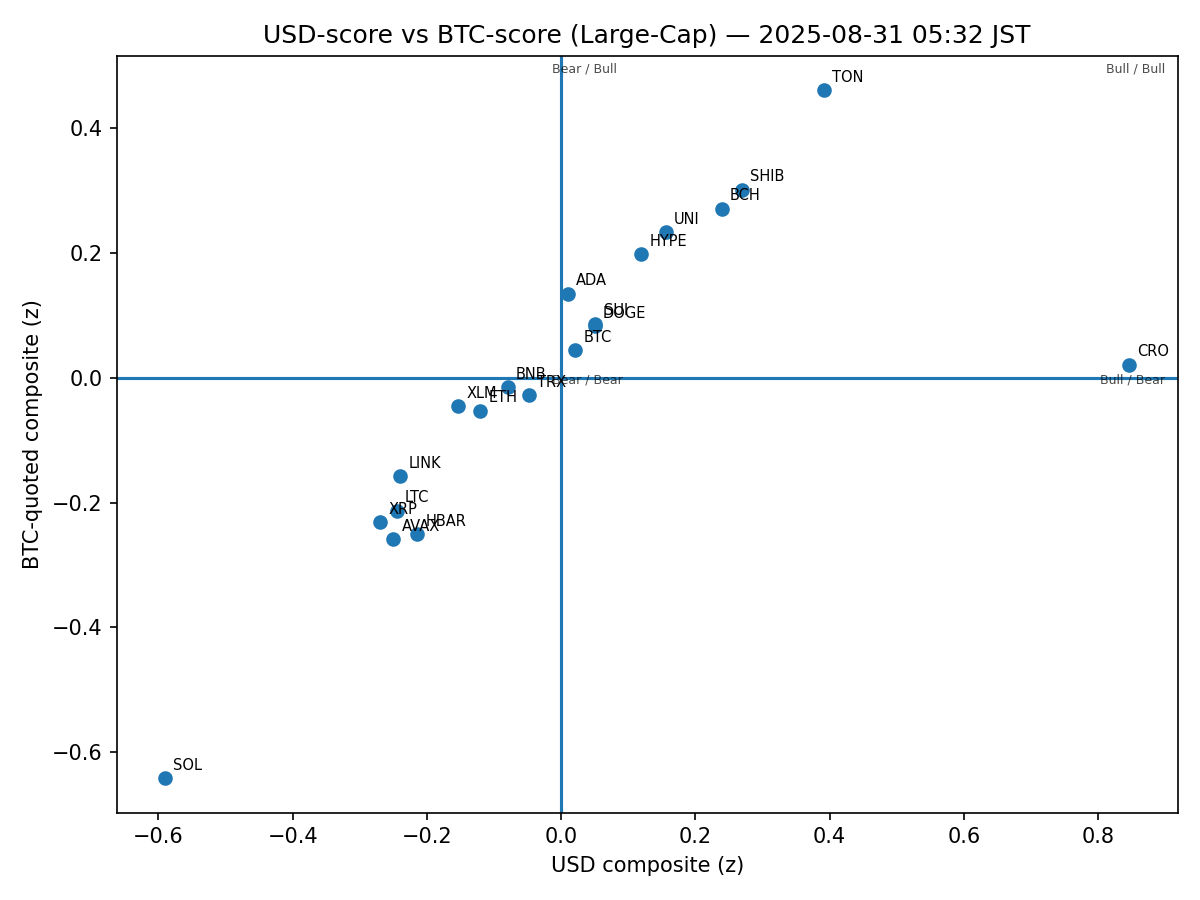 USD-score vs BTC-score (Large-Cap) — 2025-08-31 05:32 JST
Bear / Bull
Bull / Bull
TON
0.4
SHIB
BCH
UNI
HYPE
0.2
ADA
SUI
DOGE
BTC
CRO
0.0
BNB
TRX
Bear / Bear
Bull / Bear
XLM
ETH
LINK
LTC
−0.2
XRP
HBAR
AVAX
−0.4
−0.6
SOL
BTC-quoted composite (z)
−0.6 −0.4 −0.2 0.0 0.2 0.4 0.6 0.8
USD composite (z)